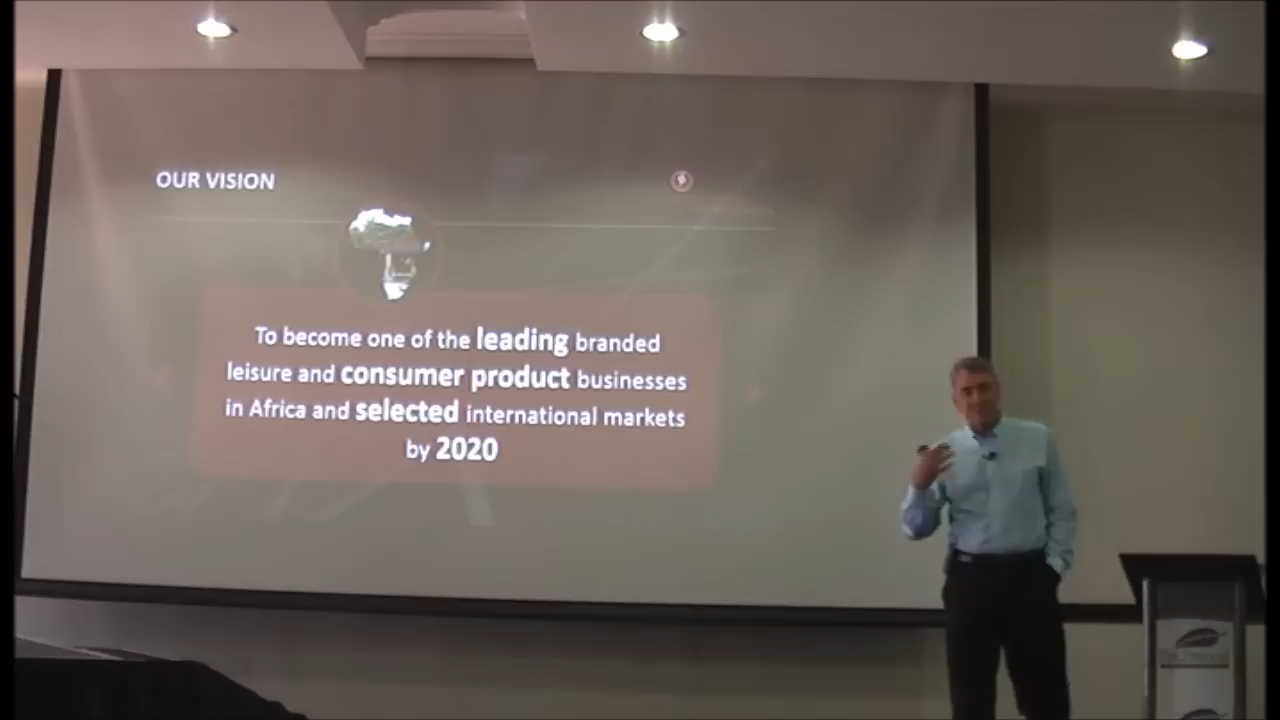 OUR VISION
To become one of the leading branded
leisure and consumer product businesses
in Africa and selected international markets
by 2020